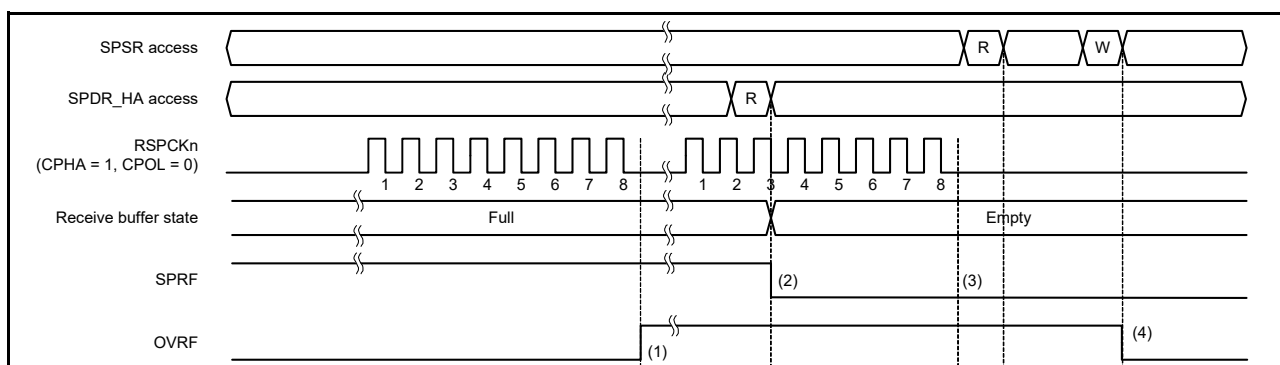 SPSR access
R
W
SPDR_HA access
R
RSPCKn
(CPHA = 1, CPOL = 0)
1 2 3 4 5 6 7 8 1 2 3 4 5 6 7 8
Receive buffer state
Full
Empty
SPRF
(2)
(3)
OVRF
(1)
(4)